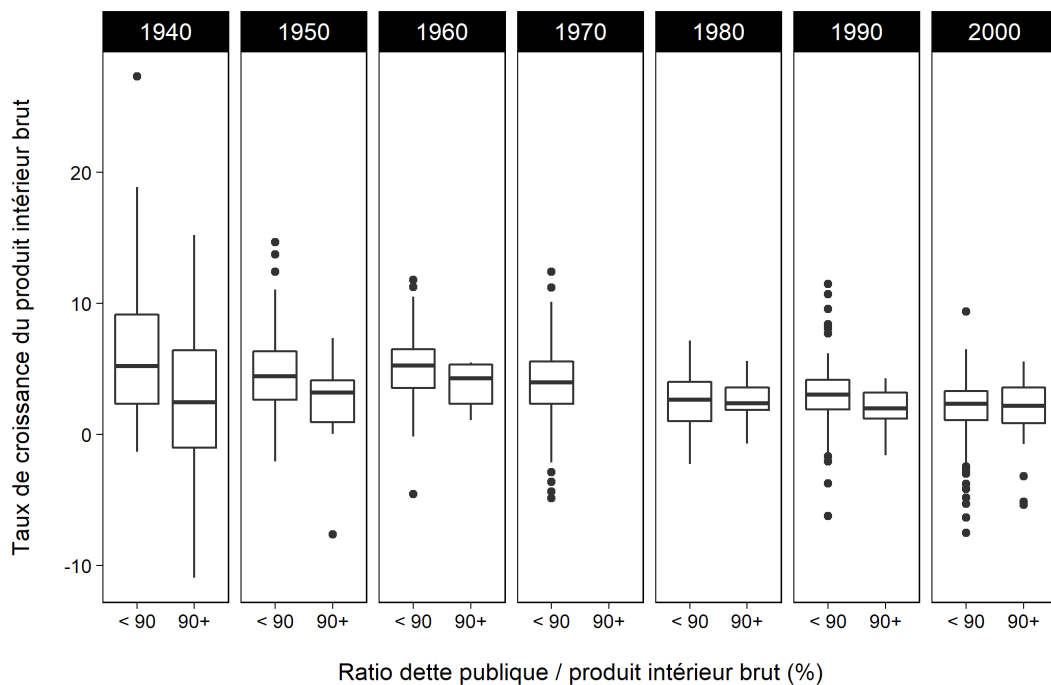 1940 1950 1960 1970 1980 1990 2000
Taux de croissance du produit intérieur brut
20
10
0
-10
< 90 90+ < 90 90+ < 90 90+ < 90 90+ < 90 90+ < 90 90+ < 90 90+
Ratio dette publique / produit intérieur brut (%)